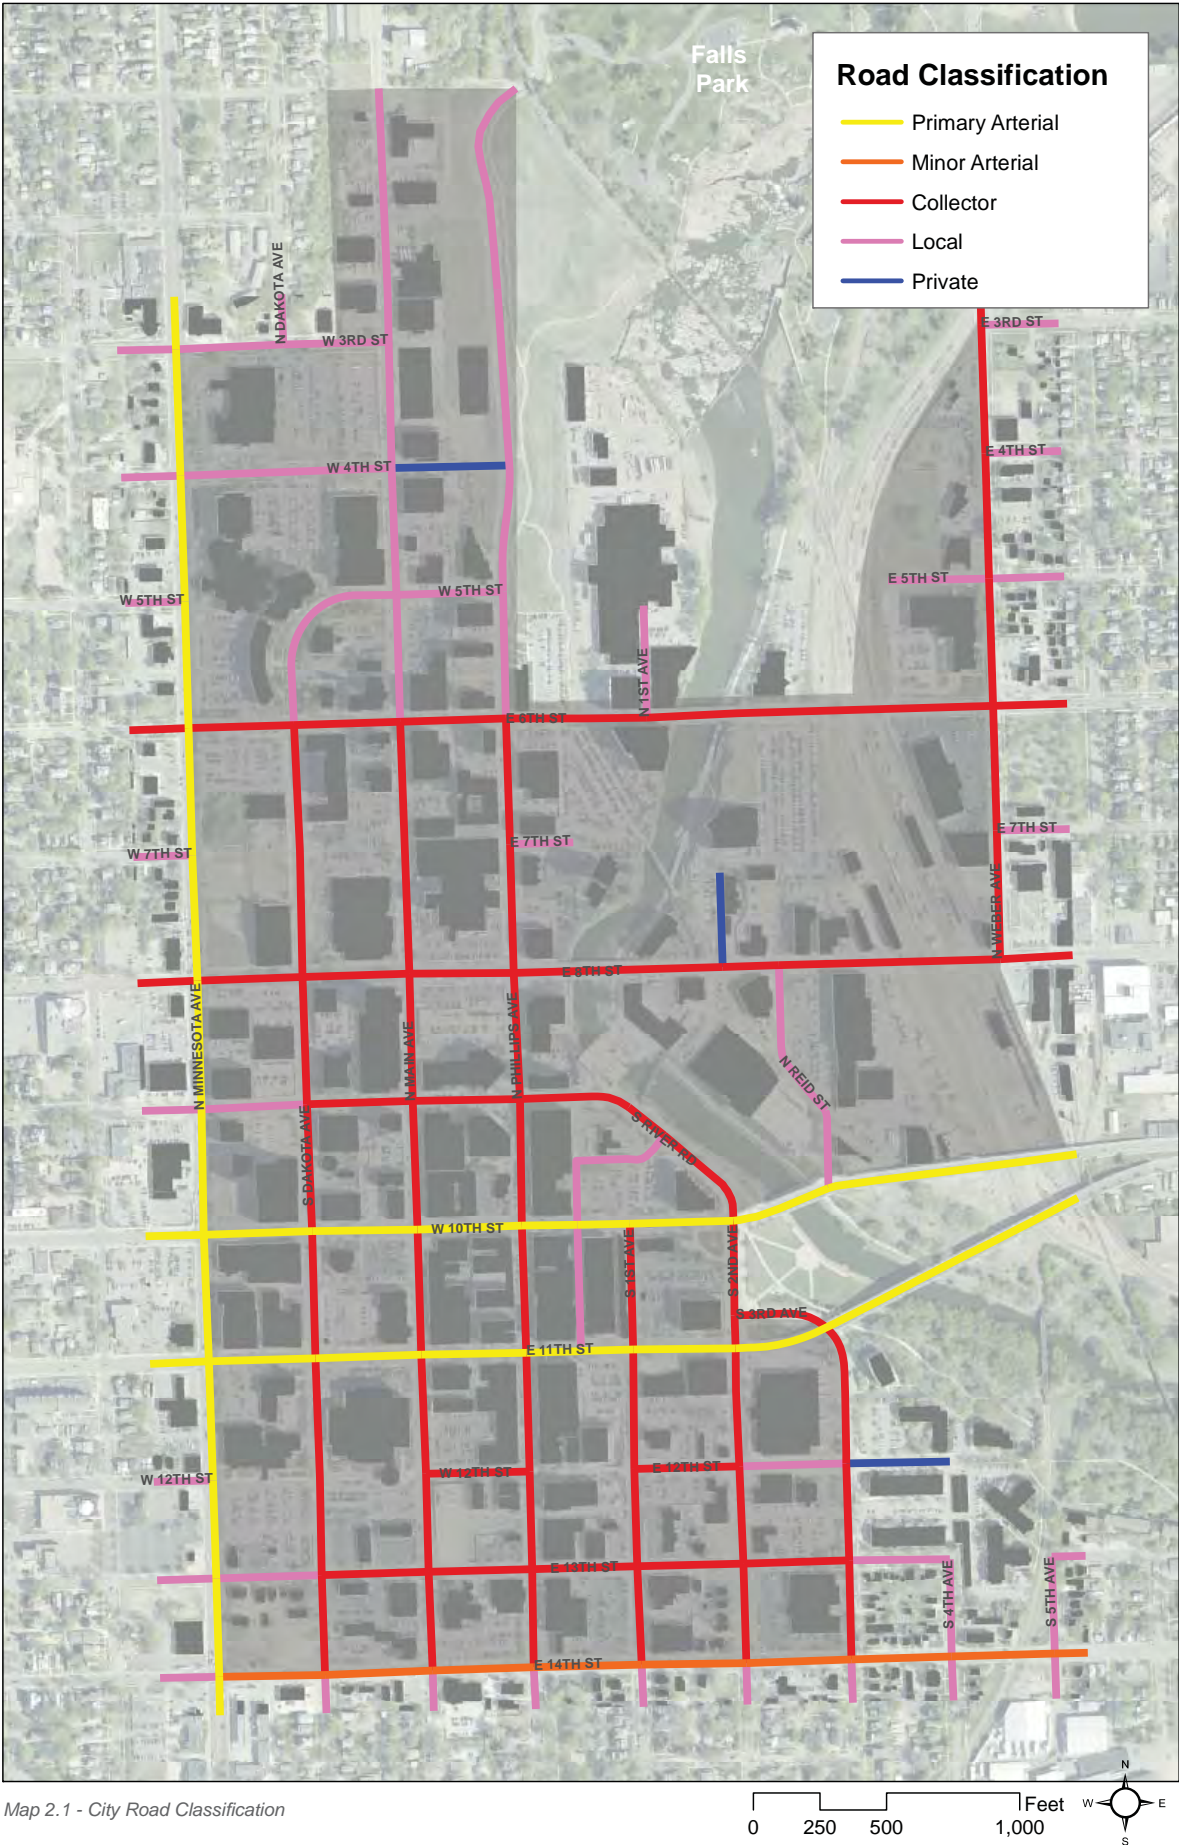 Falls
Park
Road Classification
Primary Arterial
Minor Arterial
Collector
Local
Private
N DAKOTA AVE
W 3RD ST
E 3RD ST
W 4TH ST
E 4TH ST
W 5TH ST
W 5TH ST
E 5TH ST
N 1ST AVE
E 6TH ST
W 7TH ST
E 7TH ST
E 7TH ST
N WEBER AVE
E 8TH ST
N MINNESOTA AVE
N MAIN AVE
N PHILLIPS AVE
N REID ST
S DAKOTA AVE
S RIVER RD
W 10TH ST
S 1ST AVE
S 2ND AVE
S 3RD AVE
E 11TH ST
W 12TH ST
W 12TH ST
E 12TH ST
E 13TH ST
S 4TH AVE
S 5TH AVE
E 14TH ST
Map 2.1 - City Road Classification
0 250 500 1,000
Feet
N
W E
S